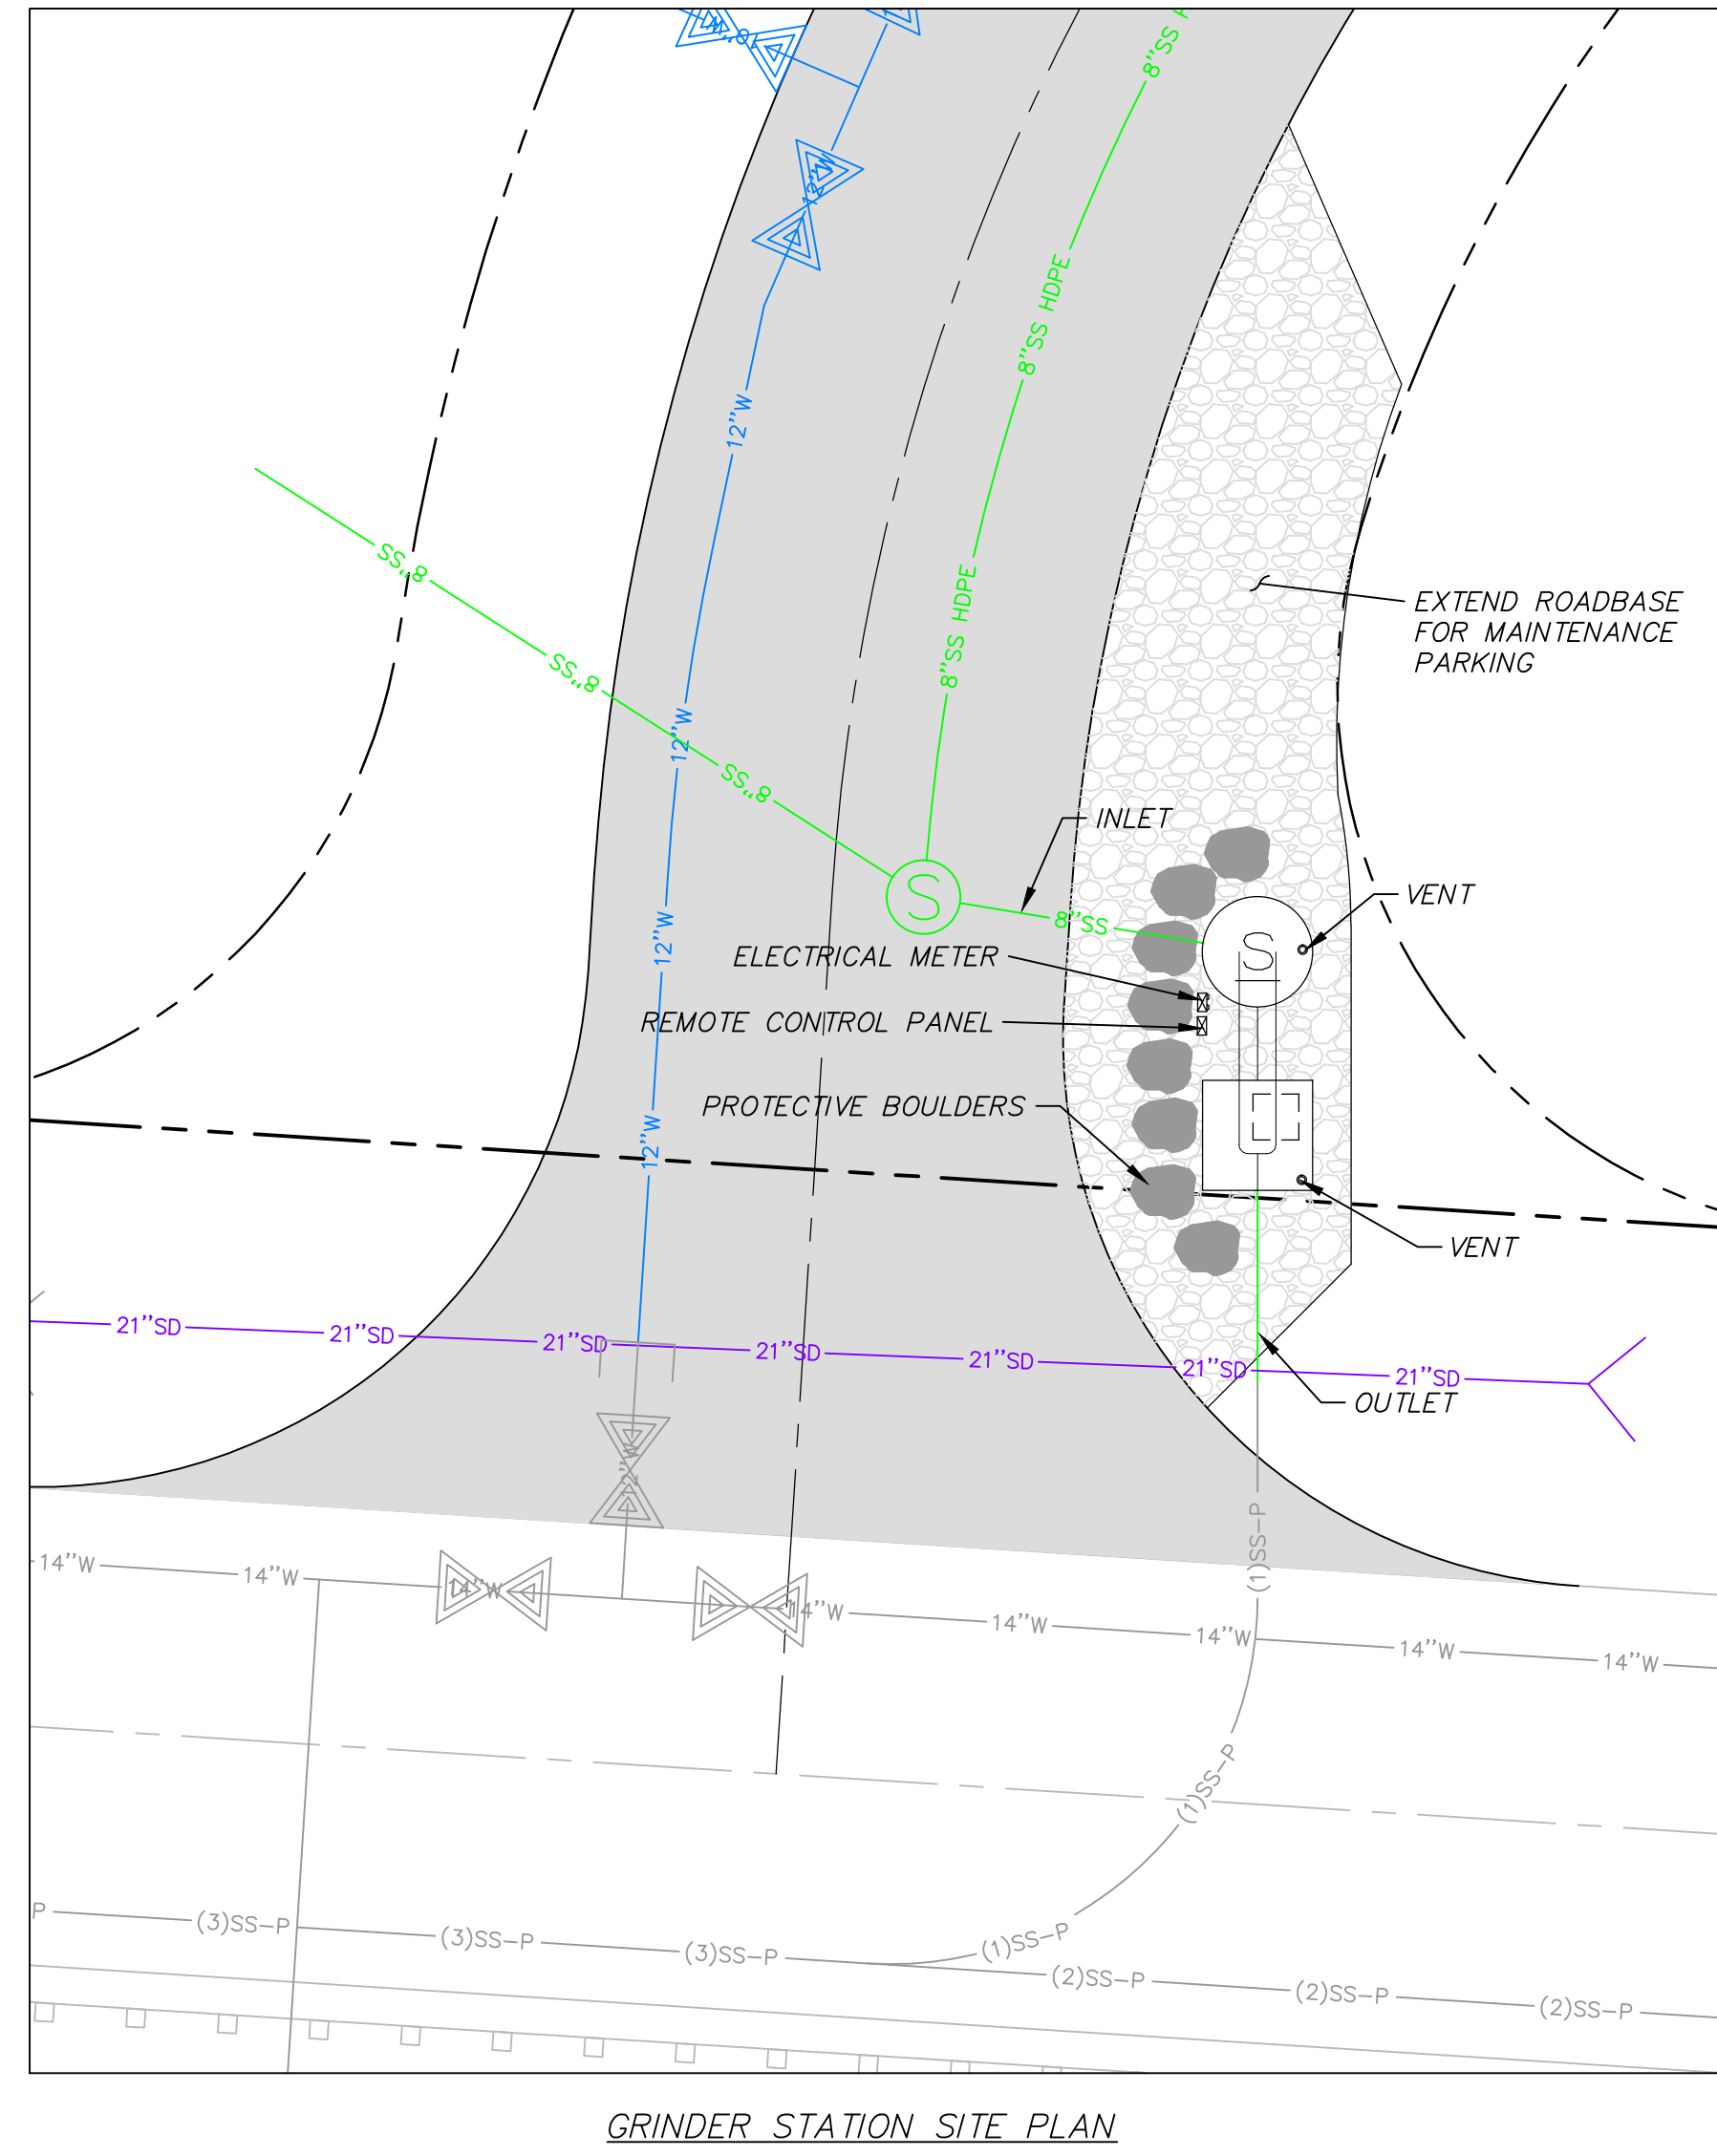 8"SS P
12"W
8"SS HDPE
12"W
8"SS
EXTEND ROADBASE
FOR MAINTENANCE
PARKING
8"SS HDPE
8"SS
12"W
8"SS
INLET
VENT
S
8"SS
12"W
S
ELECTRICAL METER
REMOTE CONTROL PANEL
PROTECTIVE BOULDERS
12"W
VENT
21"SD
21"SD
21"SD
21"SD
21"SD
21"SD
21"SD
OUTLET
12"W
(1)SS-P
14"W
14"W
14"W
14"W
14"W
14"W
14"W
14"W
(1)SS-P
P
(3)SS-P
(3)SS-P
(3)SS-P
(1)SS-P
(2)SS-P
(2)SS-P
(2)SS-P
GRINDER STATION SITE PLAN